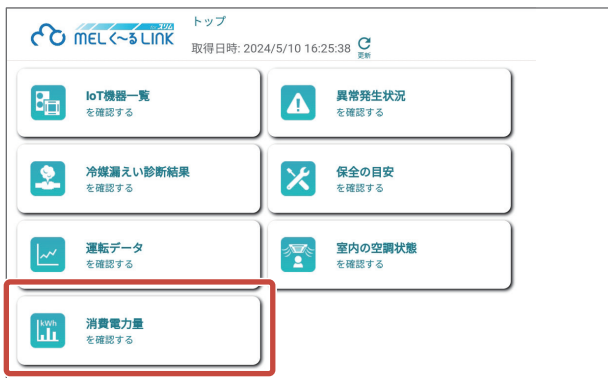 スリム
MELく~るLINK
トップ
取得日時: 2024/5/10 16:25:38
更新
IoT機器一覧
を確認する
異常発生状況
を確認する
冷媒漏えい診断結果
を確認する
保全の目安
を確認する
運転データ
を確認する
室内の空調状態
を確認する
kWh
消費電力量
を確認する